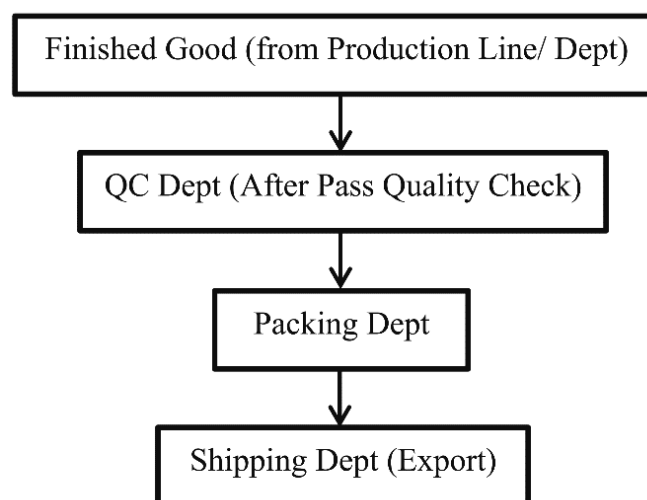 Finished Good (from Production Line/ Dept)
QC Dept (After Pass Quality Check)
Packing Dept
Shipping Dept (Export)